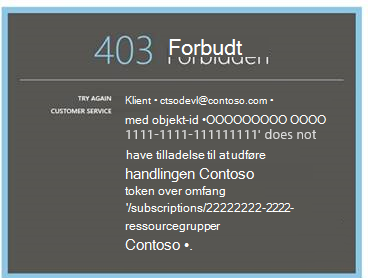 403 Forbudt
Forbidden
TRY AGAIN
CUSTOMER SERVICE
Klient • ctsodevl@contoso.com •
med objekt-id •OOOOOOOOO OOOO
1111-1111-111111111' does not
have tilladelse til at udføre
handlingen Contoso
token over omfang
'/subscriptions/22222222-2222-
ressourcegrupper
Contoso •.